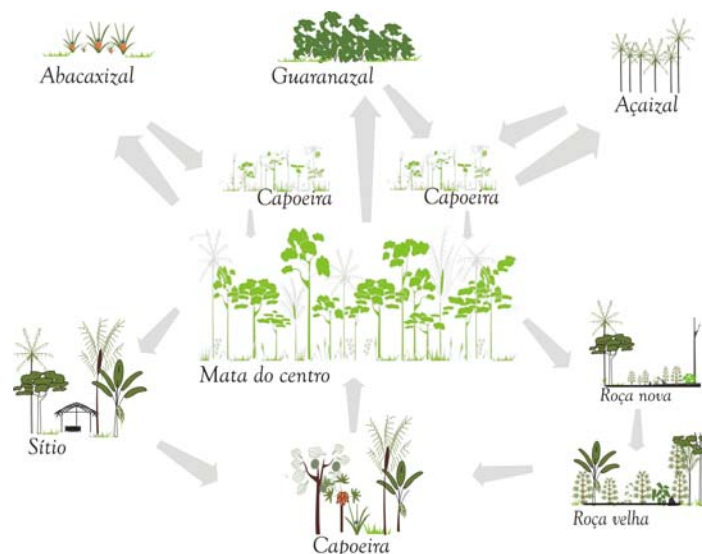 Abacaxizal
Guaranazal
Açaizal
Capoeira
Capoeira
Mata do centro
Roça nova
Sítio
Roça velha
Capoeira